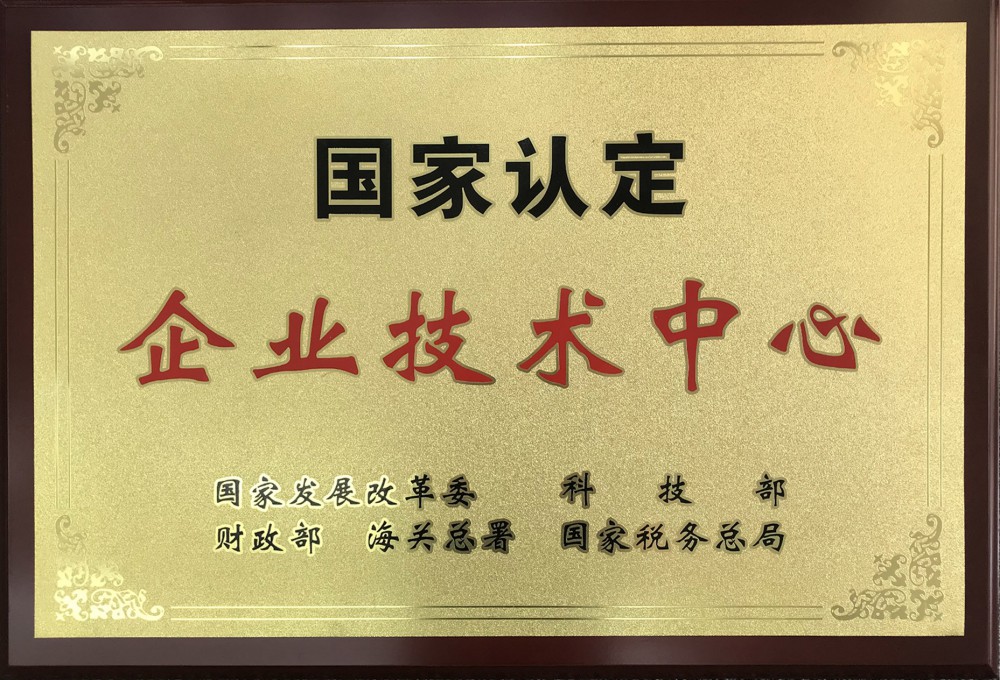 国家认定
企业技术中心
国家发展改革委 科技部
财政部 海关总署 国家税务总局